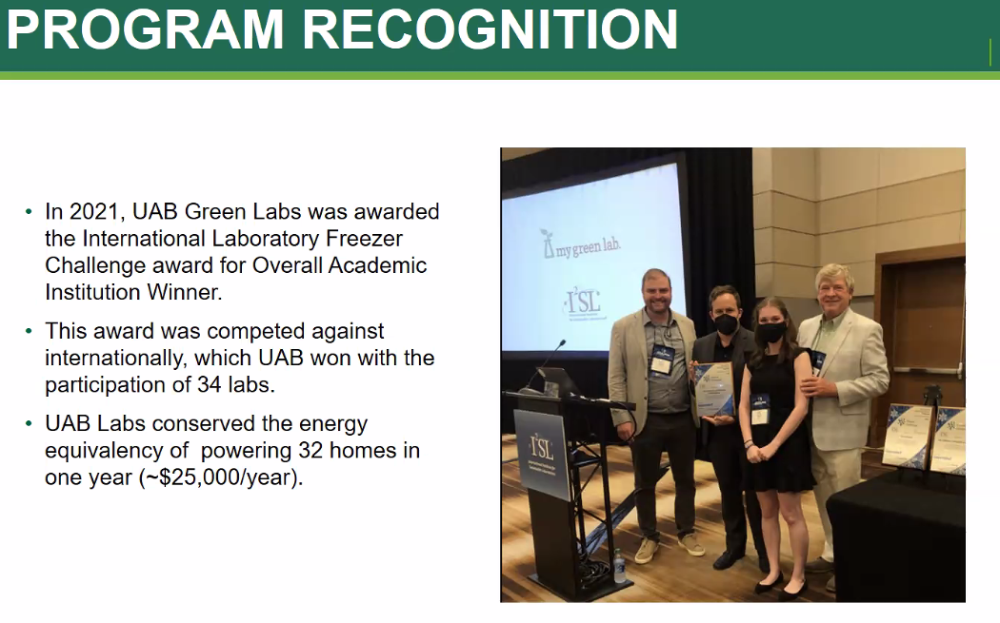 PROGRAM RECOGNITION
• In 2021, UAB Green Labs was awarded
the International Laboratory Freezer
Challenge award for Overall Academic
Institution Winner.
• This award was competed against
internationally, which UAB won with the
participation of 34 labs.
• UAB Labs conserved the energy
equivalency of  powering 32 homes in
one year (~$25,000/year).
my green lab.
I²SL
I²SL